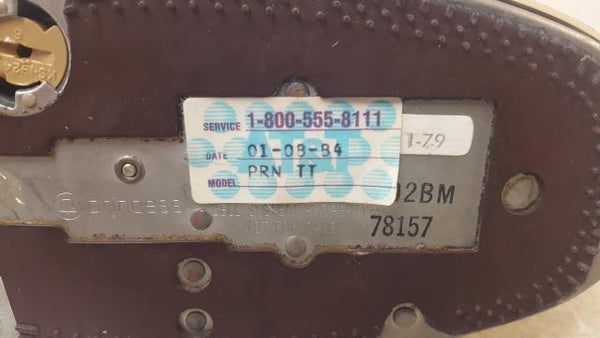 SERVICE 1-800-555-8111
DATE 01-08-84
MODEL PRN TT
1-79
princess
02BM
78157